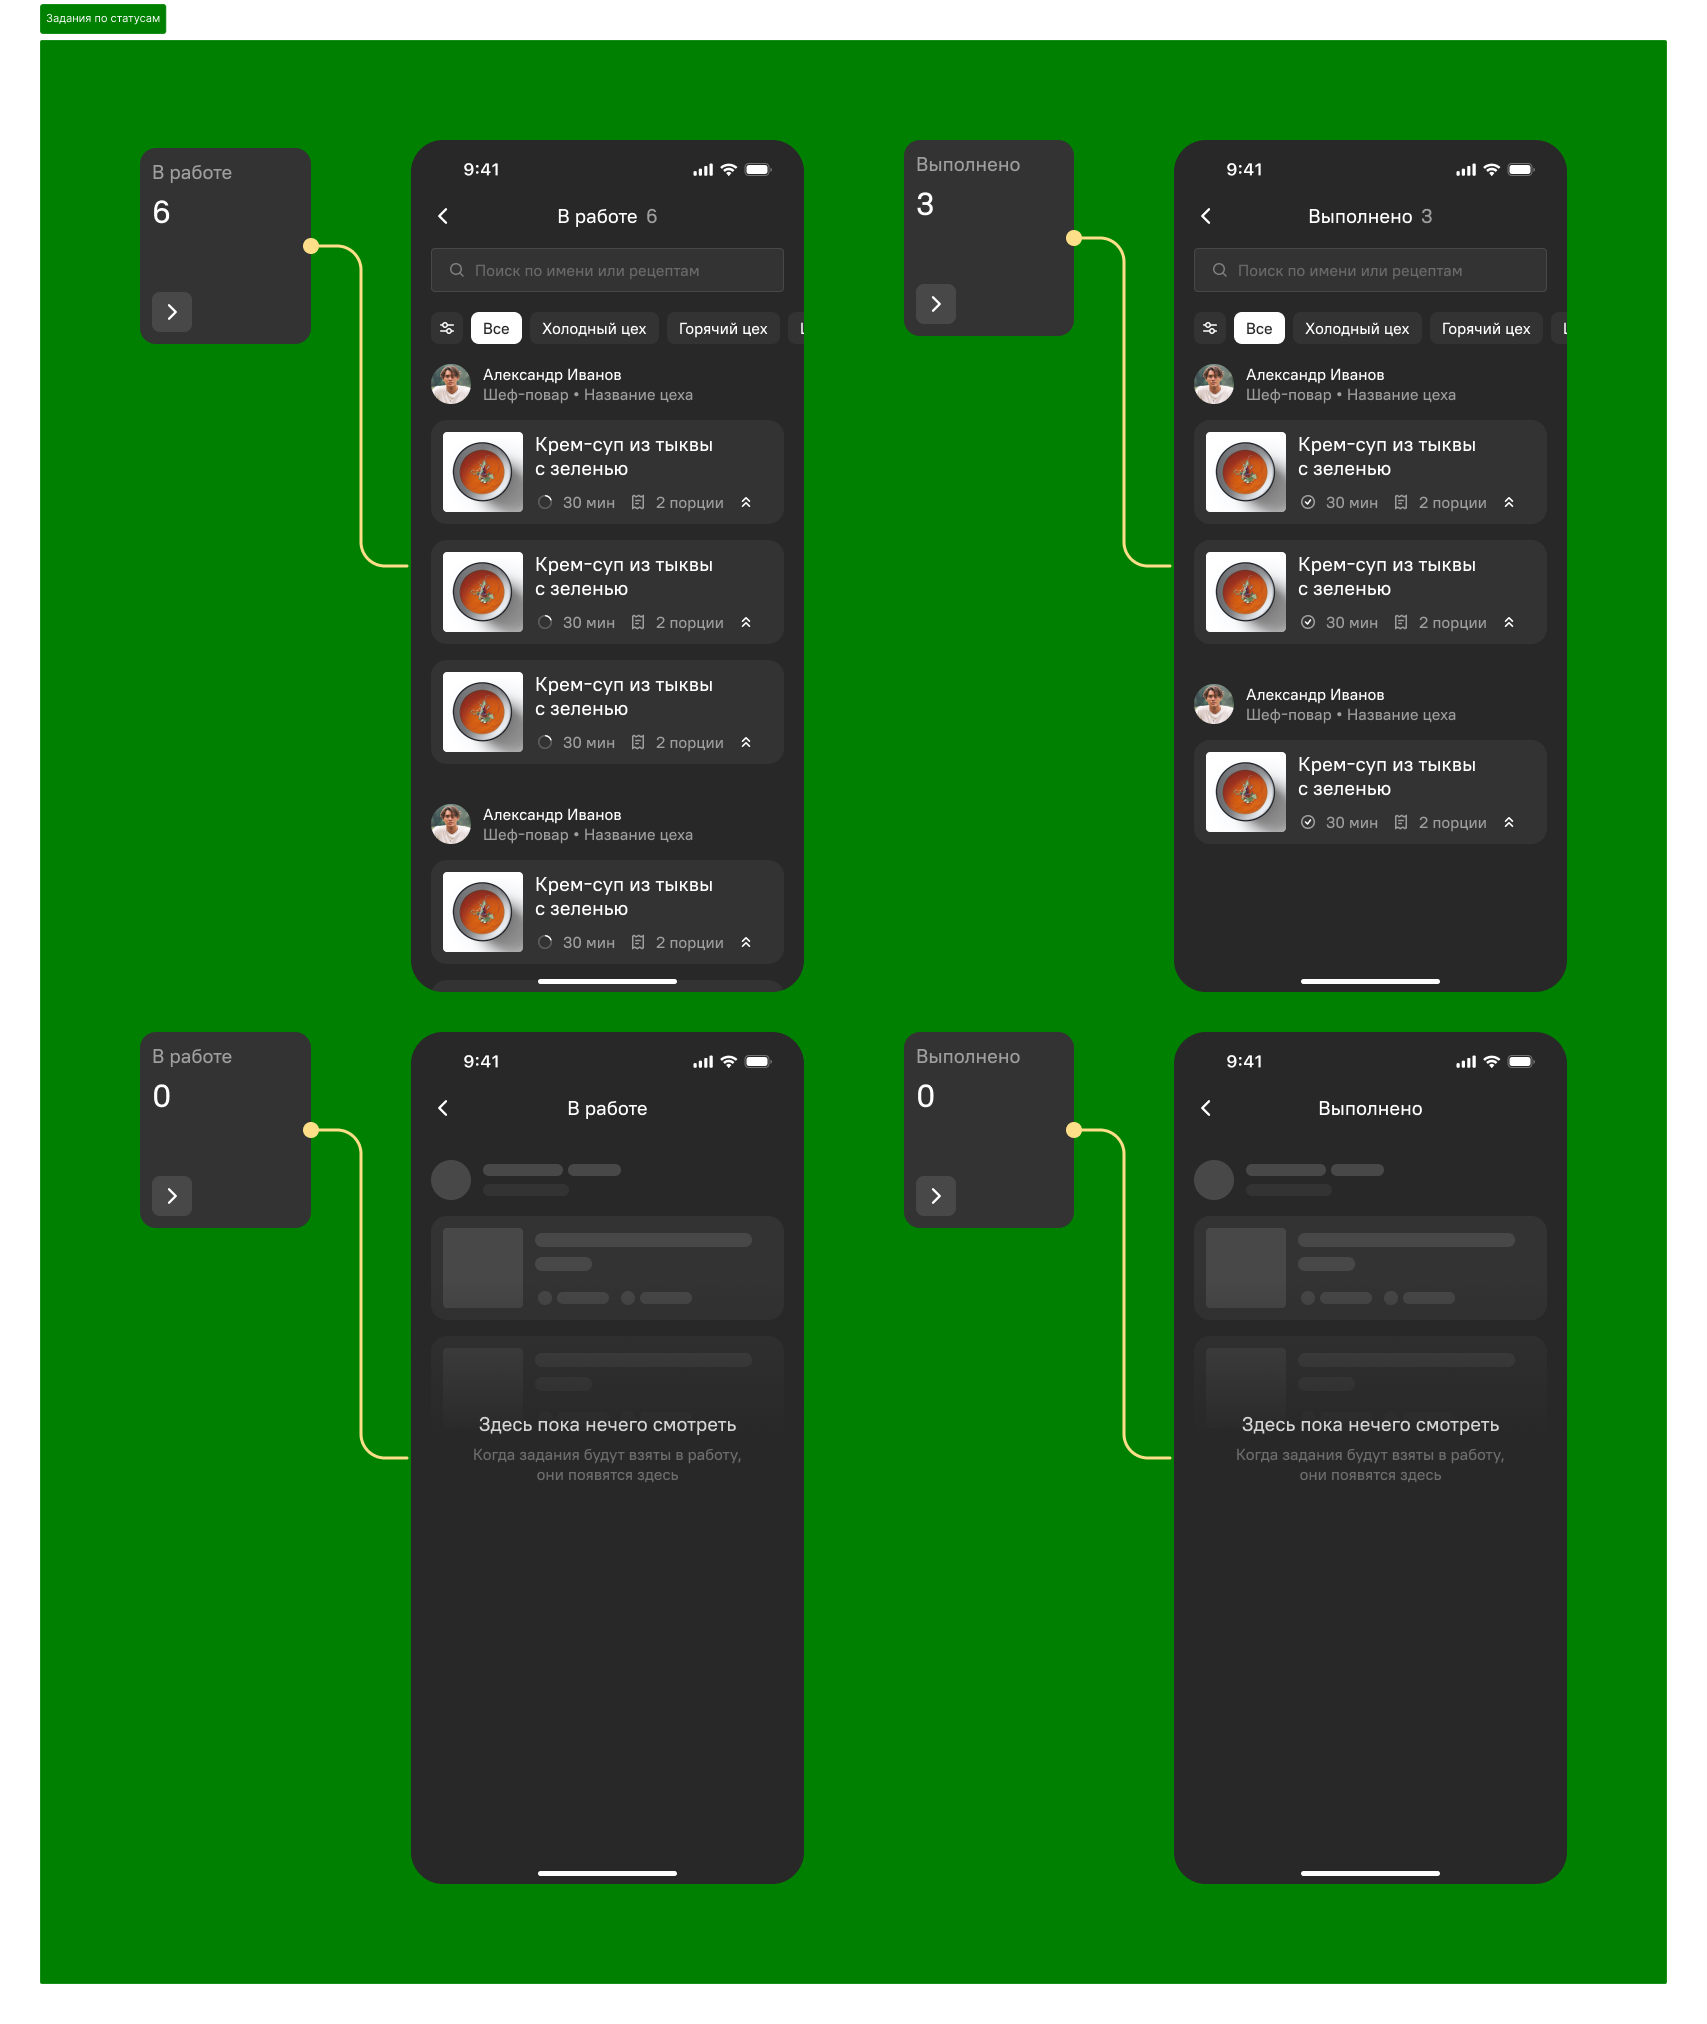 Задания по статусам
В работе
6
9:41
В работе 6
Поиск по имени или рецептам
Все
Холодный цех
Горячий цех
Александр Иванов
Шеф-повар • Название цеха
Крем-суп из тыквы
с зеленью
30 мин
2 порции
Крем-суп из тыквы
с зеленью
30 мин
2 порции
Крем-суп из тыквы
с зеленью
30 мин
2 порции
Александр Иванов
Шеф-повар • Название цеха
Крем-суп из тыквы
с зеленью
30 мин
2 порции
Выполнено
3
9:41
Выполнено 3
Поиск по имени или рецептам
Все
Холодный цех
Горячий цех
Александр Иванов
Шеф-повар • Название цеха
Крем-суп из тыквы
с зеленью
30 мин
2 порции
Крем-суп из тыквы
с зеленью
30 мин
2 порции
Александр Иванов
Шеф-повар • Название цеха
Крем-суп из тыквы
с зеленью
30 мин
2 порции
В работе
0
9:41
В работе
Здесь пока нечего смотреть
Когда задания будут взяты в работу,
они появятся здесь
Выполнено
0
9:41
Выполнено
Здесь пока нечего смотреть
Когда задания будут взяты в работу,
они появятся здесь